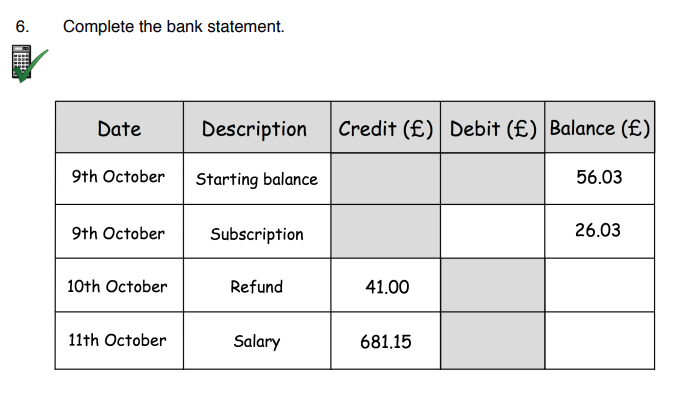 6. Complete the bank statement.
Date Description Credit (£) Debit (£) Balance (£)
9th October Starting balance 56.03
9th October Subscription 26.03
10th October Refund 41.00
11th October Salary 681.15